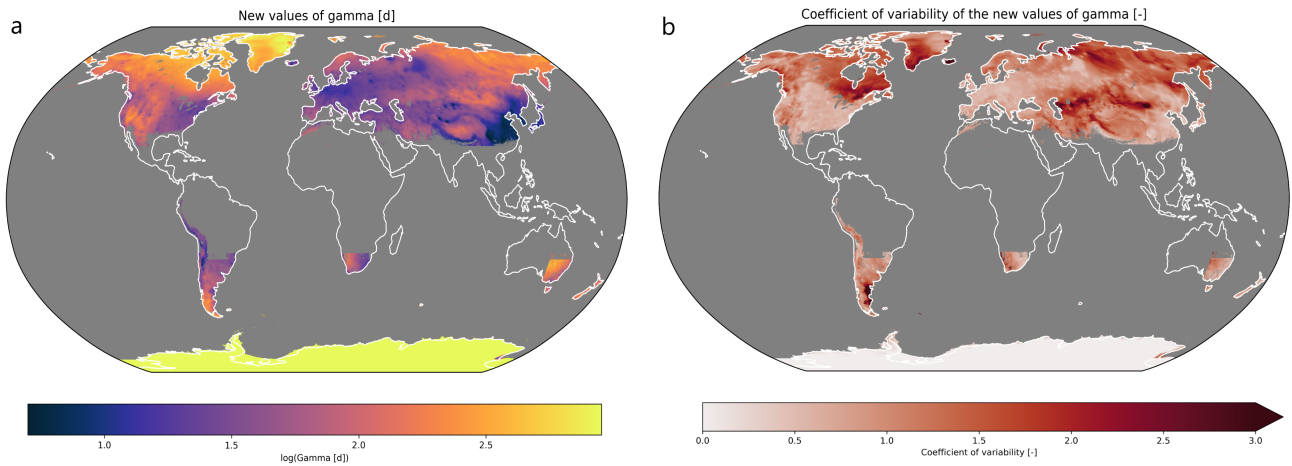 a
New values of gamma [d]
1.0 1.5 2.0 2.5
log(Gamma [d])
b
Coefficient of variability of the new values of gamma [-]
0.0 0.5 1.0 1.5 2.0 2.5 3.0
Coefficient of variability [-]